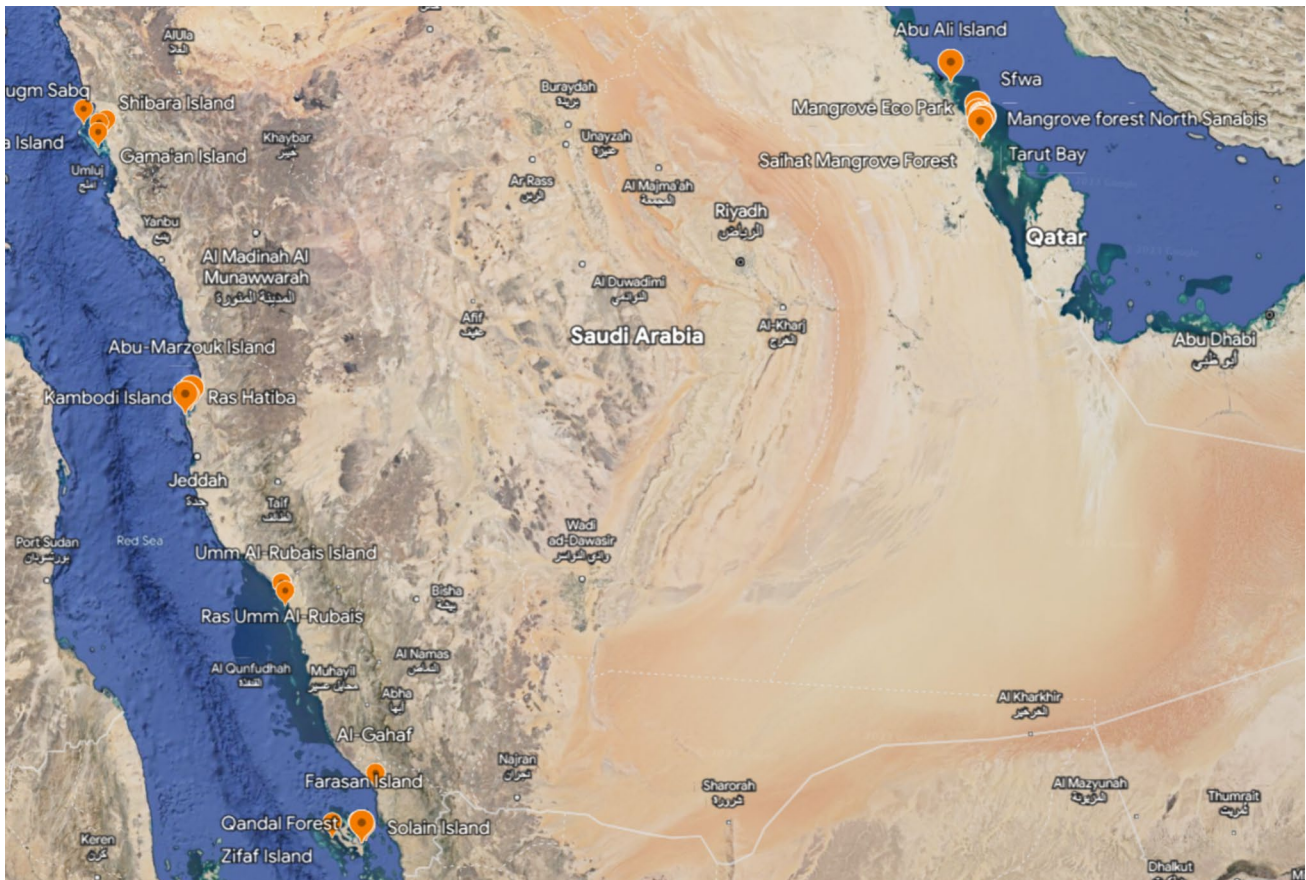 AlUla
العلا
Abu Ali Island
Buraydah
بريدة
Sfwa
ugm Sabq
Shibara Island
Mangrove Eco Park
Mangrove forest North Sanabis
a Island
Khaybar
خيبر
Unayzah
عنيزة
Gama'an Island
Saihat Mangrove Forest
Tarut Bay
Umluj
املج
Ar Rass
الرس
Al Majma'ah
المجمعة
Riyadh
الرياض
Yanbu
ينبع
Qatar
Al Madinah Al
Munawwarah
المدينة المنورة
Al Duwadimi
الدوادمي
Afif
عفيف
Al-Kharj
الخرج
Saudi Arabia
Abu Dhabi
أبو ظبي
Abu-Marzouk Island
Kambodi Island
Ras Hatiba
Jeddah
جدة
Taif
الطائف
Port Sudan
بورتسودان
Red Sea
Wadi
ad-Dawasir
وادي الدواسر
Umm Al-Rubais Island
Bisha
بيشة
Ras Umm Al-Rubais
Al Qunfudhah
القنفذة
Muhayil
محايل عسير
Al Namas
النماص
Abha
أبها
Al Kharkhir
الخرخير
Al-Gahaf
Najran
نجران
Farasan Island
Sharorah
شرورة
Al Mazyunah
المزيونة
Thumrait
ثمريت
Qandal Forest
Solain Island
Keren
كرن
Zifaf Island
Dhalkut